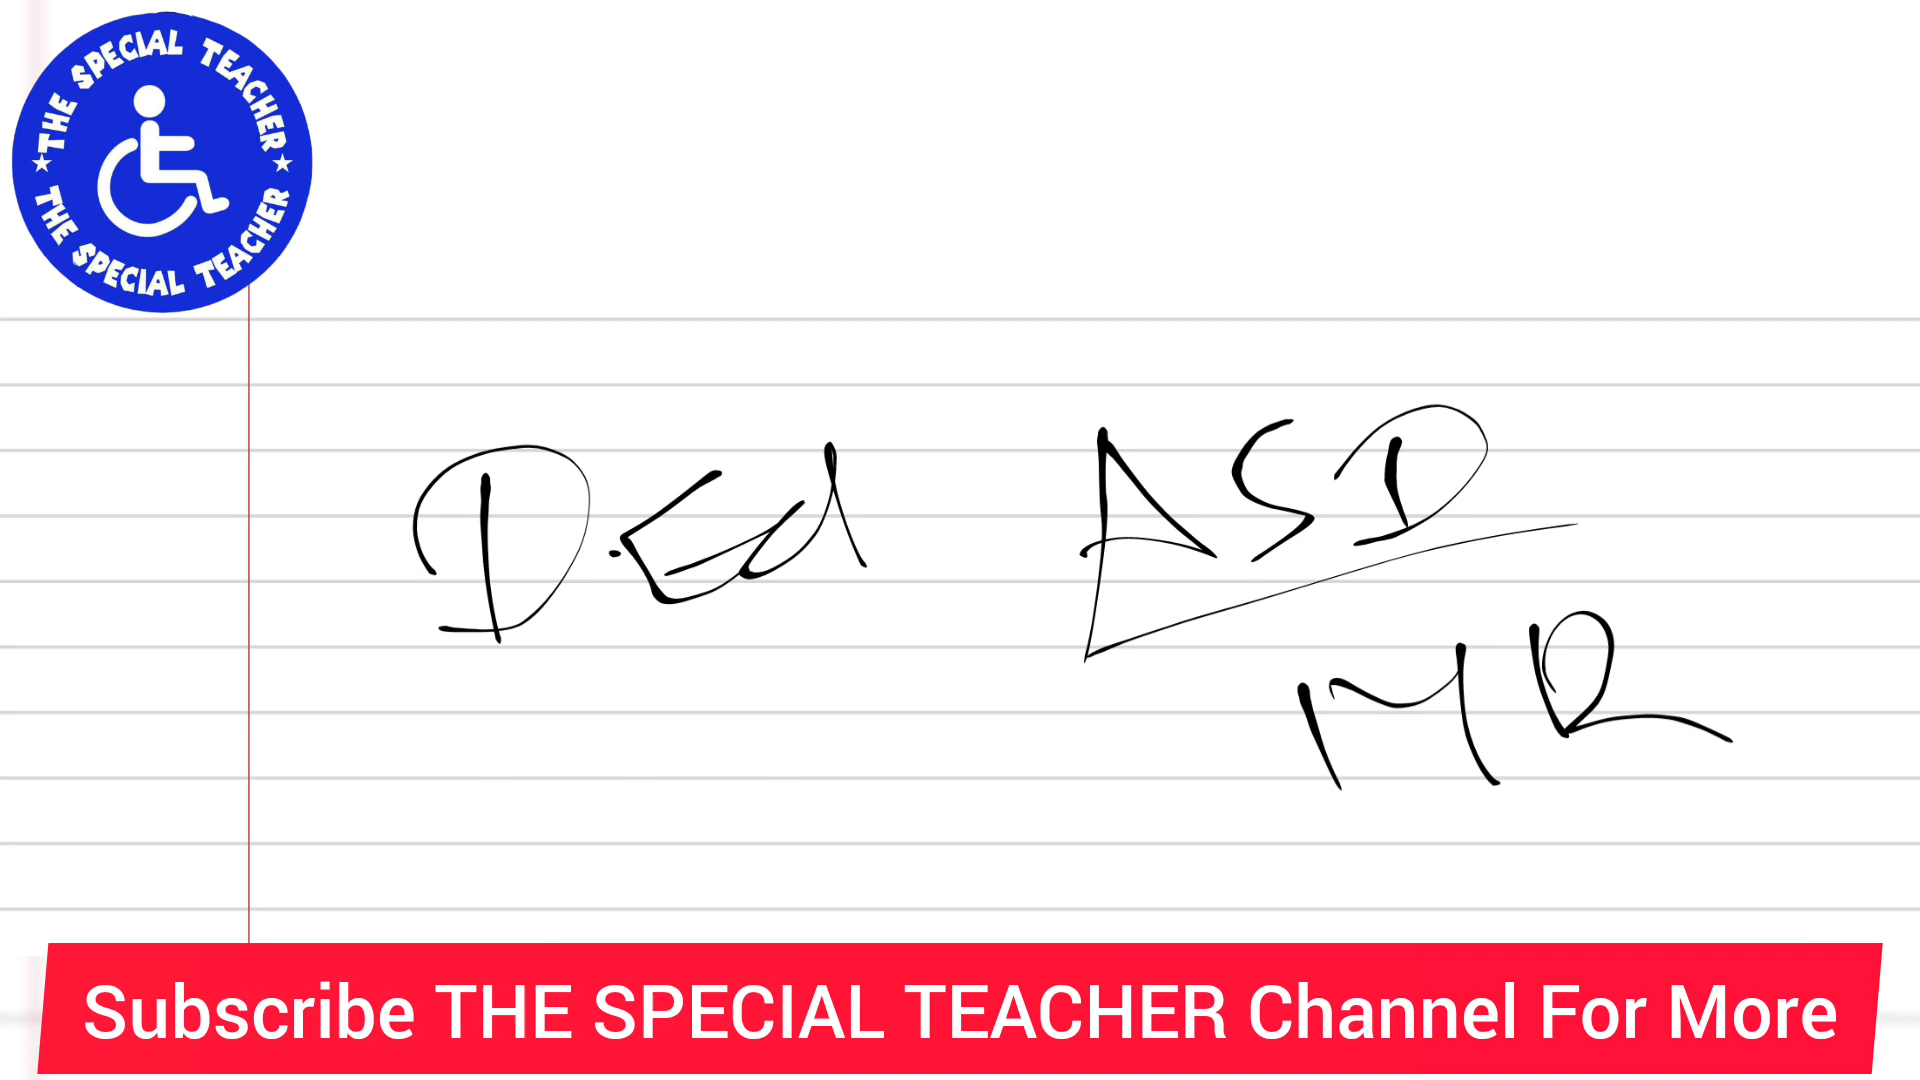 THE SPECIAL TEACHER
THE SPECIAL TEACHER
D.Ed ASD
MR
Subscribe THE SPECIAL TEACHER Channel For More